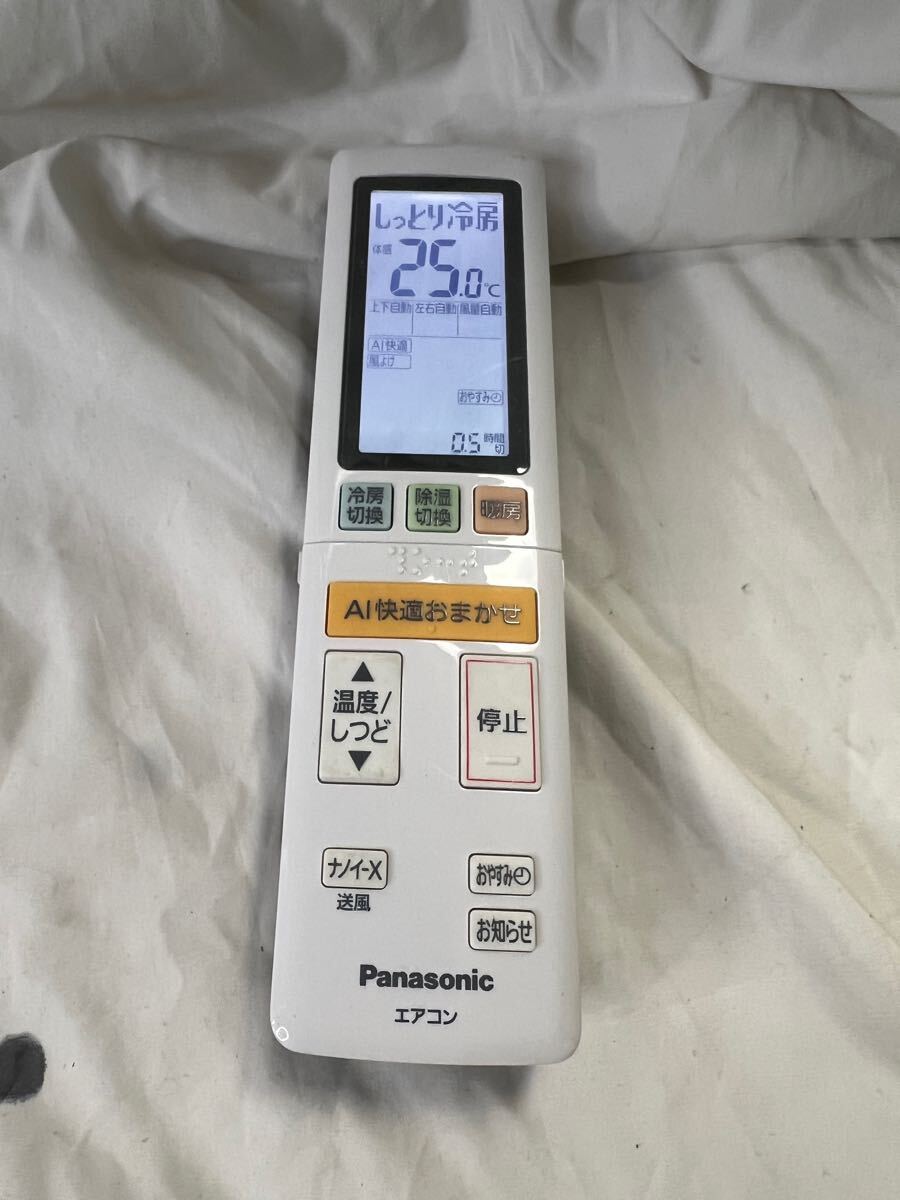 しっとり冷房
体感 25.0℃
上下自動 左右自動 風量自動
AI快適
風よけ
おやすみ
0.5 時間
切
冷房 除湿 暖房
切換 切換
AI快適おまかせ
▲
温度/
しつど
▼
停止
ナノイーX
送風
おやすみ
お知らせ
Panasonic
エアコン